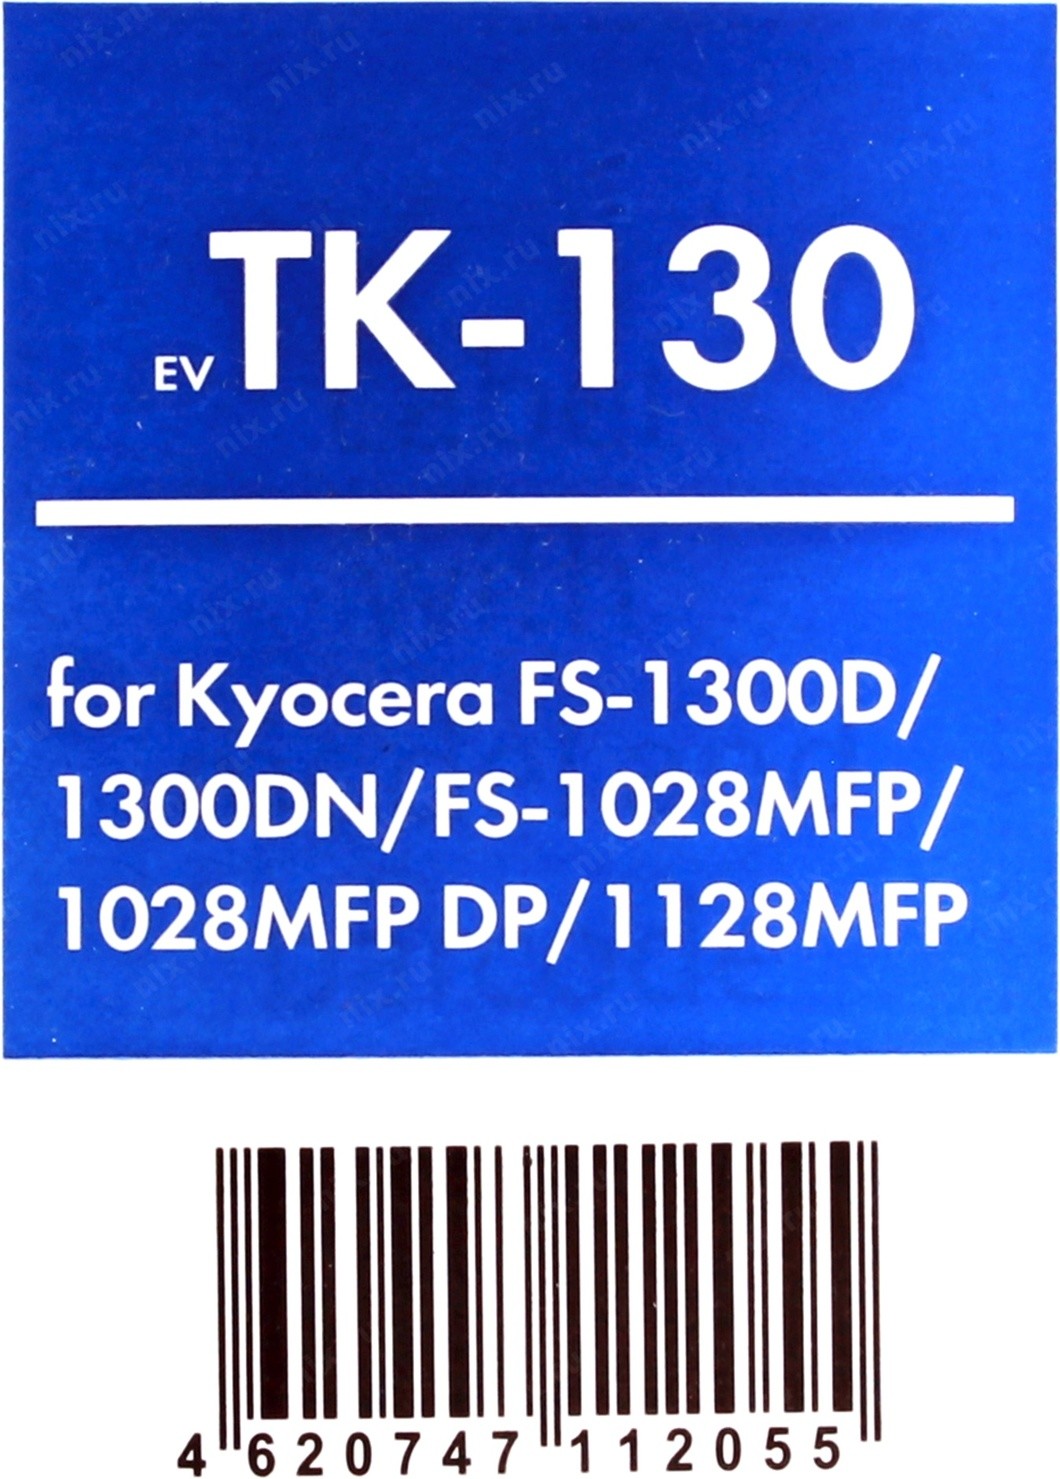 EV TK-130
for Kyocera FS-1300D/
1300DN/FS-1028MFP/
1028MFP DP/1128MFP
4 620747 112055